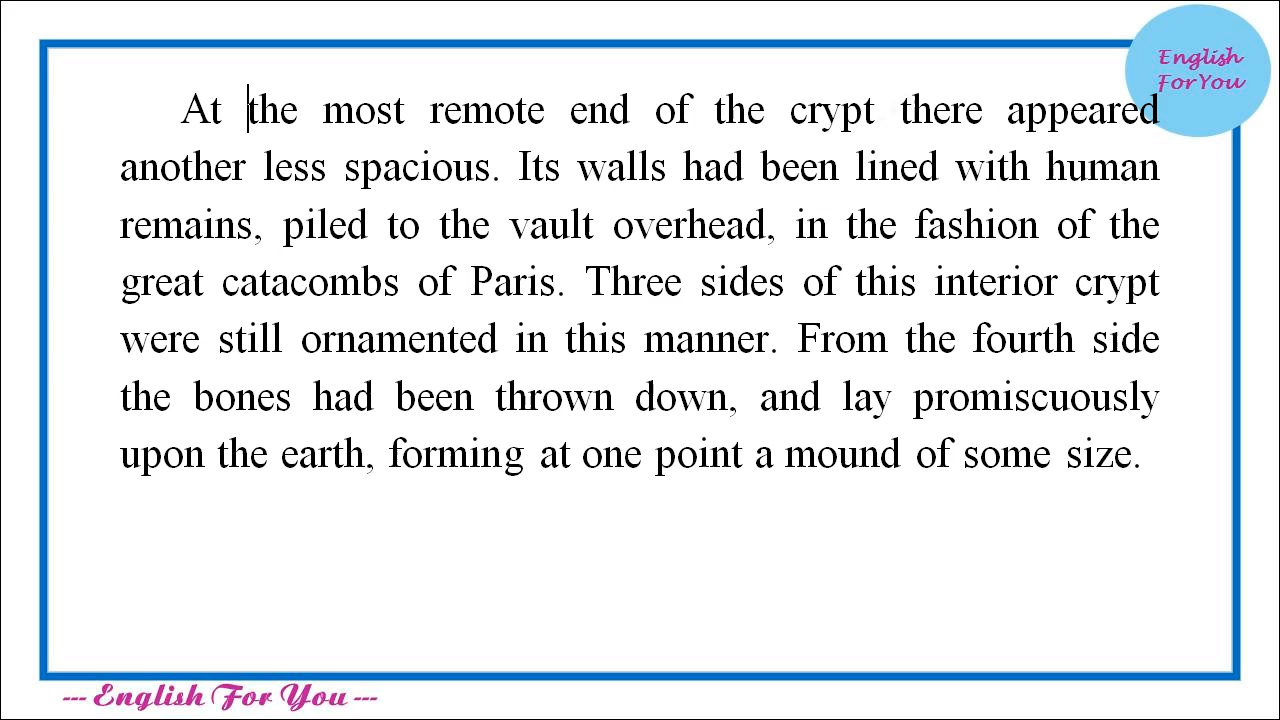 English
ForYou
At the most remote end of the crypt there appeared
another less spacious. Its walls had been lined with human
remains, piled to the vault overhead, in the fashion of the
great catacombs of Paris. Three sides of this interior crypt
were still ornamented in this manner. From the fourth side
the bones had been thrown down, and lay promiscuously
upon the earth, forming at one point a mound of some size.
--- English For You ---